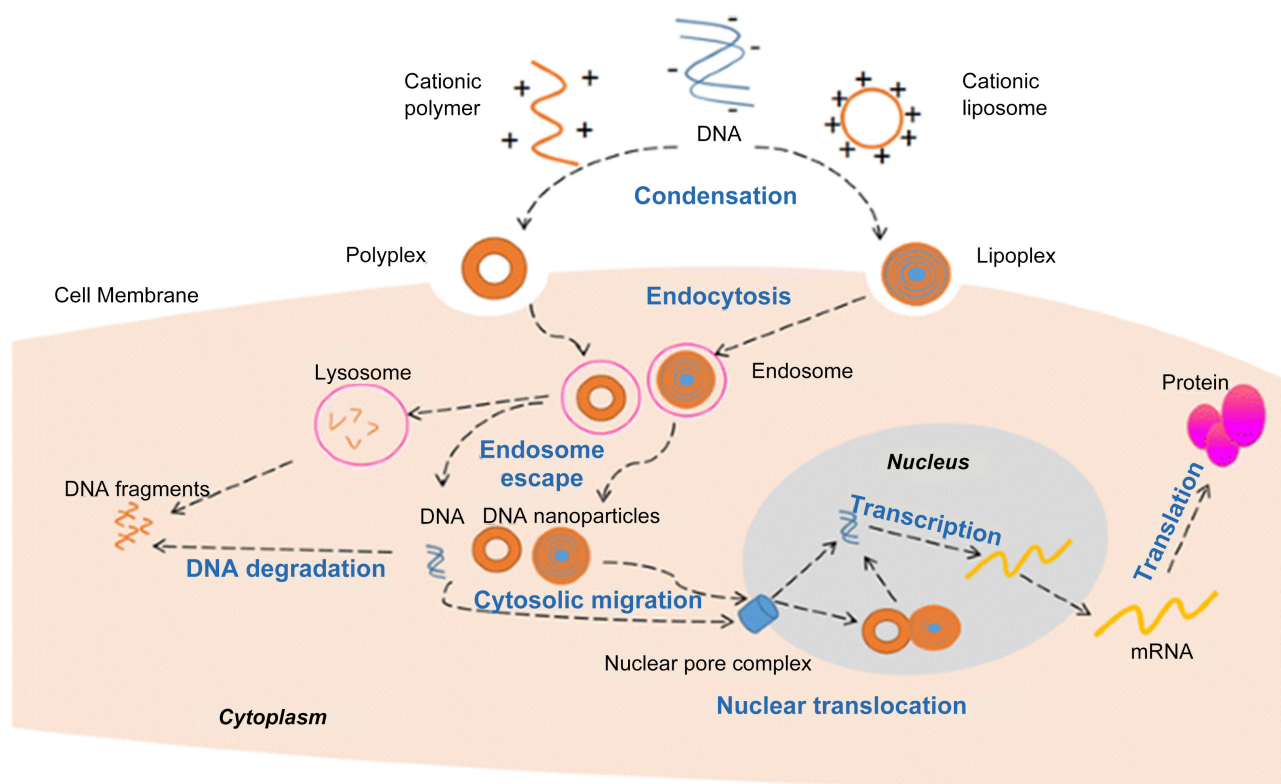 Cationic
polymer
DNA
Cationic
liposome
Condensation
Polyplex
Lipoplex
Cell Membrane
Endocytosis
Lysosome
Endosome
Protein
Endosome
escape
Nucleus
DNA fragments
DNA
DNA nanoparticles
Transcription
Translation
DNA degradation
Cytosolic migration
Nuclear pore complex
mRNA
Nuclear translocation
Cytoplasm